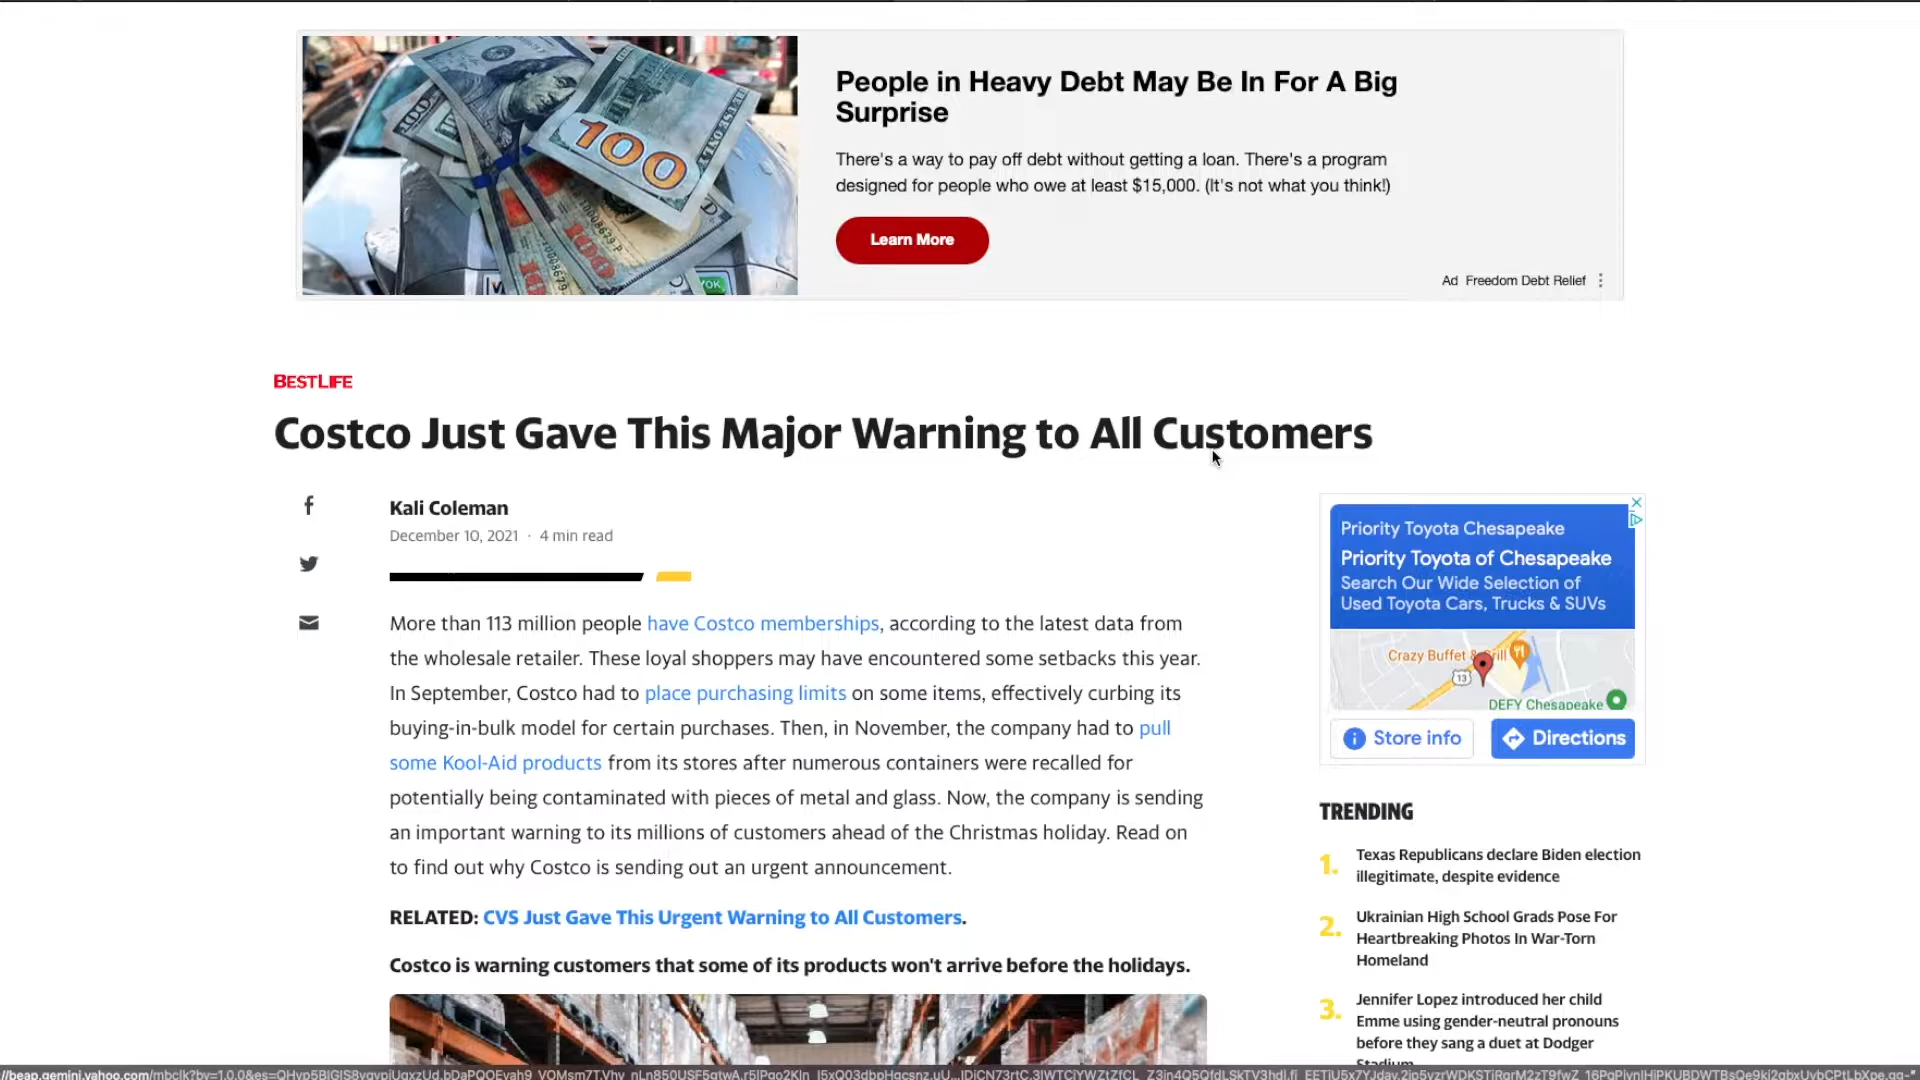 People in Heavy Debt May Be In For A Big
Surprise
There's a way to pay off debt without getting a loan. There's a program
designed for people who owe at least $15,000. (It's not what you think!)
Learn More
Ad Freedom Debt Relief
100
BESTLIFE
Costco Just Gave This Major Warning to All Customers
Kali Coleman
December 10, 2021 · 4 min read
More than 113 million people have Costco memberships, according to the latest data from
the wholesale retailer. These loyal shoppers may have encountered some setbacks this year.
In September, Costco had to place purchasing limits on some items, effectively curbing its
buying-in-bulk model for certain purchases. Then, in November, the company had to pull
some Kool-Aid products from its stores after numerous containers were recalled for
potentially being contaminated with pieces of metal and glass. Now, the company is sending
an important warning to its millions of customers ahead of the Christmas holiday. Read on
to find out why Costco is sending out an urgent announcement.
RELATED: CVS Just Gave This Urgent Warning to All Customers.
Costco is warning customers that some of its products won't arrive before the holidays.
Priority Toyota Chesapeake
Priority Toyota of Chesapeake
Search Our Wide Selection of
Used Toyota Cars, Trucks & SUVs
Crazy Buffet & Grill
13
DEFY Chesapeake
Store info
Directions
TRENDING
1. Texas Republicans declare Biden election
illegitimate, despite evidence
2. Ukrainian High School Grads Pose For
Heartbreaking Photos In War-Torn
Homeland
3. Jennifer Lopez introduced her child
Emme using gender-neutral pronouns
before they sang a duet at Dodger
Stadium